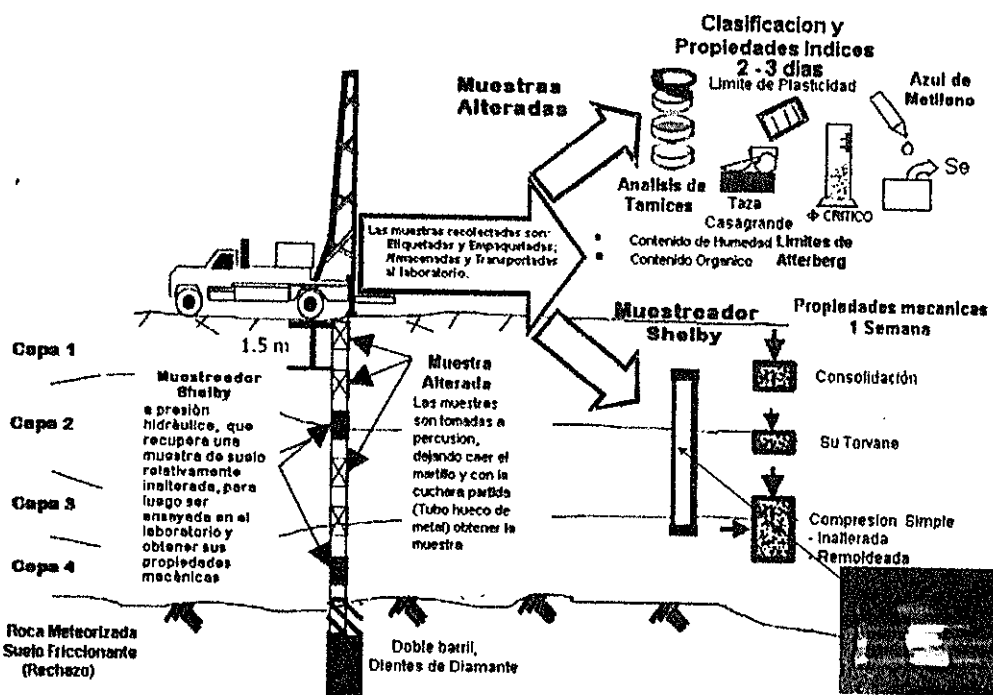 Clasificacion y
Propiedades Indices
2 - 3 dias
Limite de Plasticidad
Azul de
Metileno
Muestras
Alteradas
Se
Analisis de
Tamices
Taza
Casagrande
Φ CRITICO
Las muestras recolectadas son:
Etiquetadas y Empaquetadas;
Almacenadas y Transportadas
al laboratorio.
• Contenido de Humedad
• Contenido Organico
Limites de
Atterberg
Muestreador
Shelby
Propiedades mecanicas
1 Semana
Capa 1
1.5 m
Consolidación
Muestreador
Shelby
a presión
hidráulica, que
recupera una
muestra de suelo
relativamente
inalterada, para
luego ser
ensayada en el
laboratorio y
obtener sus
propiedades
mecànicas
Muestra
Alterada
Las muestras
son tomadas a
percusion,
dejando caer el
martillo y con la
cuchara partida
(Tubo hueco de
metal) obtener la
muestra
Capa 2
Su Torvane
Capa 3
Compresion Simple
- Inalterada
- Remoldeada
Capa 4
Roca Meteorizada
Suelo Friccionante
(Rechazo)
Doble barril,
Dientes de Diamante